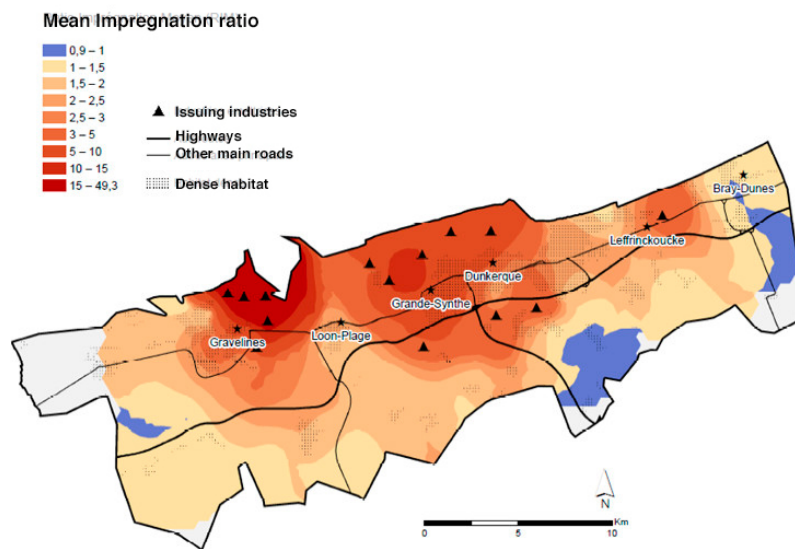 Mean Impregnation ratio
0,9 – 1
1 – 1,5
1,5 – 2
2 – 2,5
2,5 – 3
3 – 5
5 – 10
10 – 15
15 – 49,3
Issuing industries
Highways
Other main roads
Dense habitat
Bray-Dunes
Leffrinckoucke
Dunkerque
Grande-Synthe
Loon-Plage
Gravelines
N
Km
0 5 10